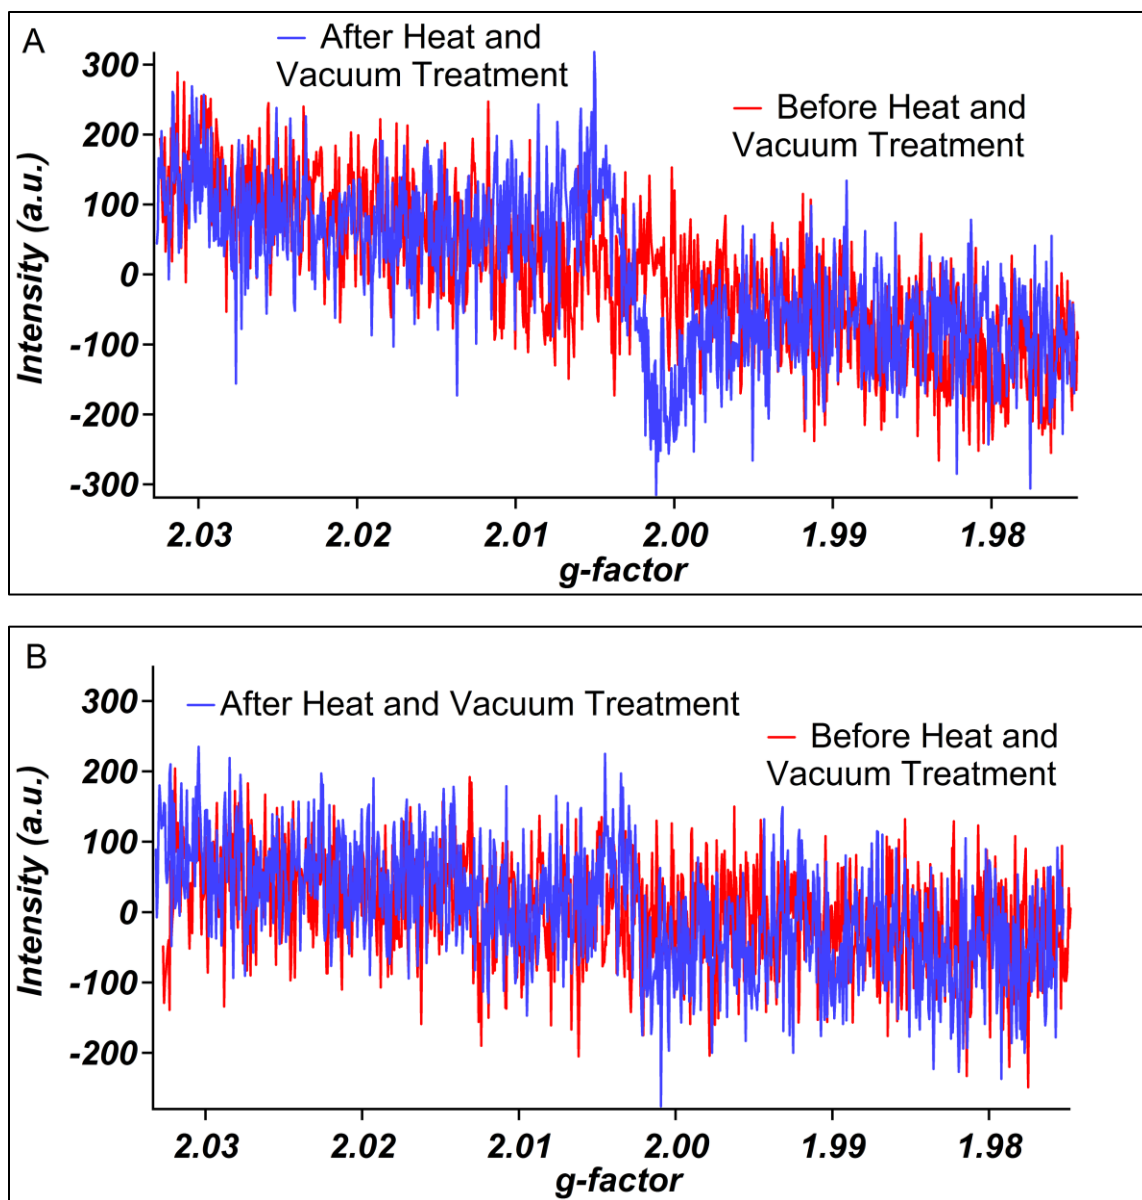 A
After Heat and
Vacuum Treatment
Before Heat and
Vacuum Treatment
Intensity (a.u.)
300
200
100
0
-100
-200
-300
2.03 2.02 2.01 2.00 1.99 1.98
g-factor
B
After Heat and Vacuum Treatment
Before Heat and
Vacuum Treatment
Intensity (a.u.)
300
200
100
0
-100
-200
2.03 2.02 2.01 2.00 1.99 1.98
g-factor